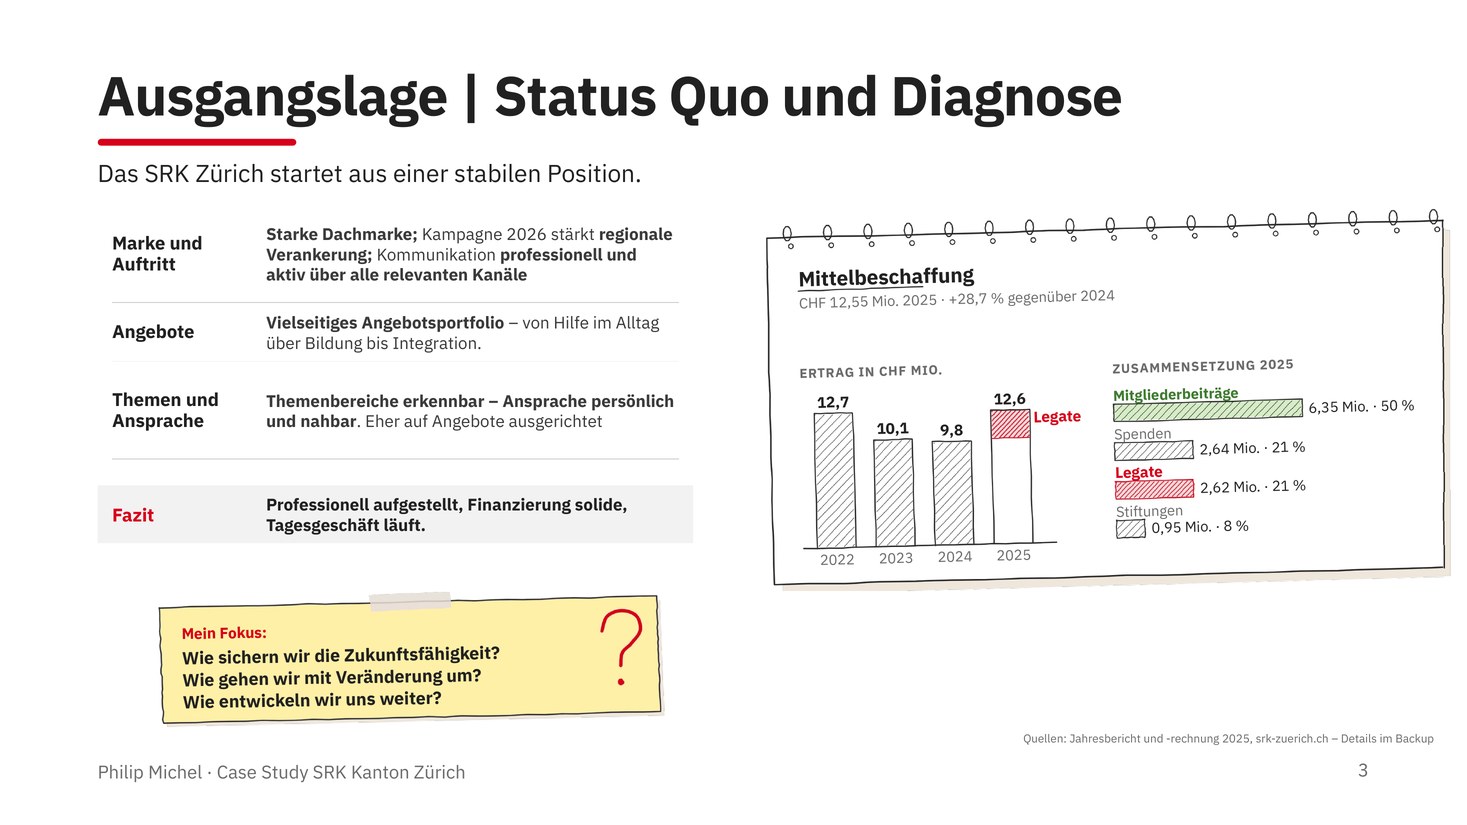 Ausgangslage | Status Quo und Diagnose
Das SRK Zürich startet aus einer stabilen Position.
Marke und
Auftritt
Starke Dachmarke; Kampagne 2026 stärkt regionale
Verankerung; Kommunikation professionell und
aktiv über alle relevanten Kanäle
Angebote
Vielseitiges Angebotsportfolio – von Hilfe im Alltag
über Bildung bis Integration.
Themen und
Ansprache
Themenbereiche erkennbar – Ansprache persönlich
und nahbar. Eher auf Angebote ausgerichtet
Fazit
Professionell aufgestellt, Finanzierung solide,
Tagesgeschäft läuft.
Mein Fokus:
Wie sichern wir die Zukunftsfähigkeit?
Wie gehen wir mit Veränderung um?
Wie entwickeln wir uns weiter?
?
Mittelbeschaffung
CHF 12,55 Mio. 2025 · +28,7 % gegenüber 2024
ERTRAG IN CHF MIO.
12,7
10,1
9,8
12,6
Legate
2022
2023
2024
2025
ZUSAMMENSETZUNG 2025
Mitgliederbeiträge
6,35 Mio. · 50 %
Spenden
2,64 Mio. · 21 %
Legate
2,62 Mio. · 21 %
Stiftungen
0,95 Mio. · 8 %
Quellen: Jahresbericht und -rechnung 2025, srk-zuerich.ch – Details im Backup
Philip Michel · Case Study SRK Kanton Zürich
3